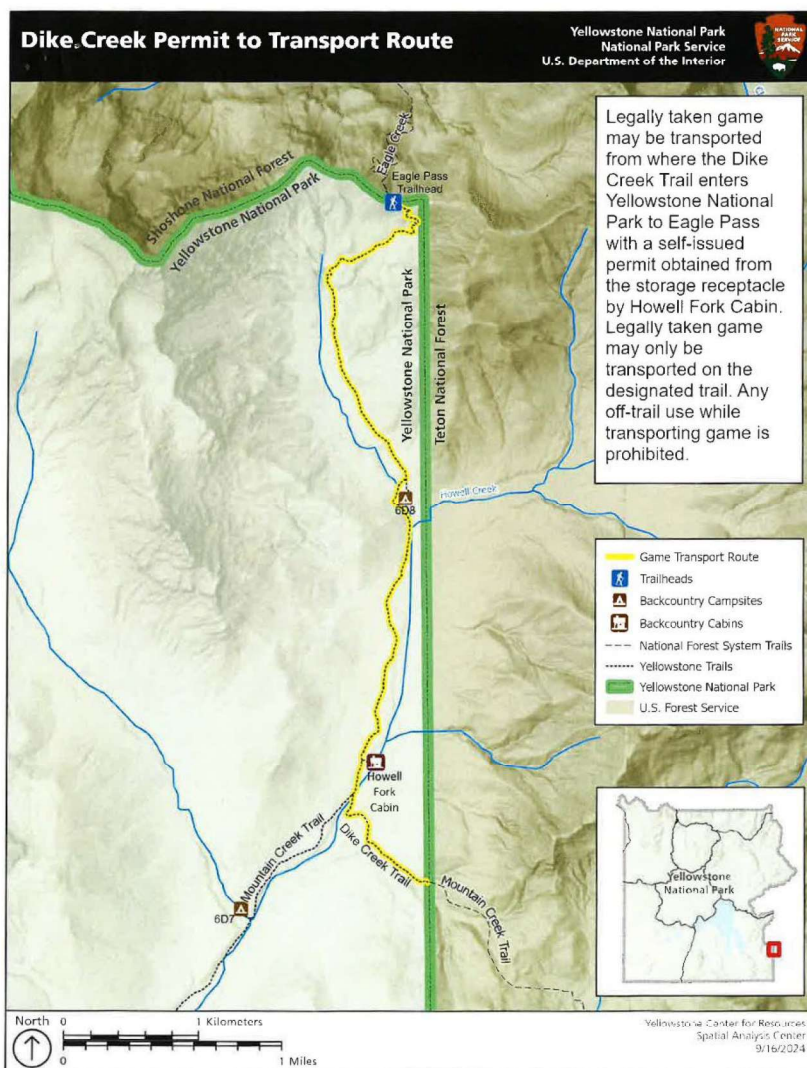 Dike Creek Permit to Transport Route
Yellowstone National Park
National Park Service
U.S. Department of the Interior
NATIONAL
PARK
SERVICE
Legally taken game
may be transported
from where the Dike
Creek Trail enters
Yellowstone National
Park to Eagle Pass
with a self-issued
permit obtained from
the storage receptacle
by Howell Fork Cabin.
Legally taken game
may only be
transported on the
designated trail. Any
off-trail use while
transporting game is
prohibited.
Eagle Creek
Eagle Pass
Trailhead
Shoshone National Forest
Yellowstone National Park
Yellowstone National Park
Teton National Forest
6D8
Howell Creek
Game Transport Route
Trailheads
Backcountry Campsites
Backcountry Cabins
National Forest System Trails
Yellowstone Trails
Yellowstone National Park
U.S. Forest Service
Howell
Fork
Cabin
Mountain Creek Trail
Dike Creek Trail
Mountain Creek Trail
6D7
Yellowstone
National Park
North
0 1 Kilometers
0 1 Miles
Yellowstone Center for Resources
Spatial Analysis Center
9/16/2024